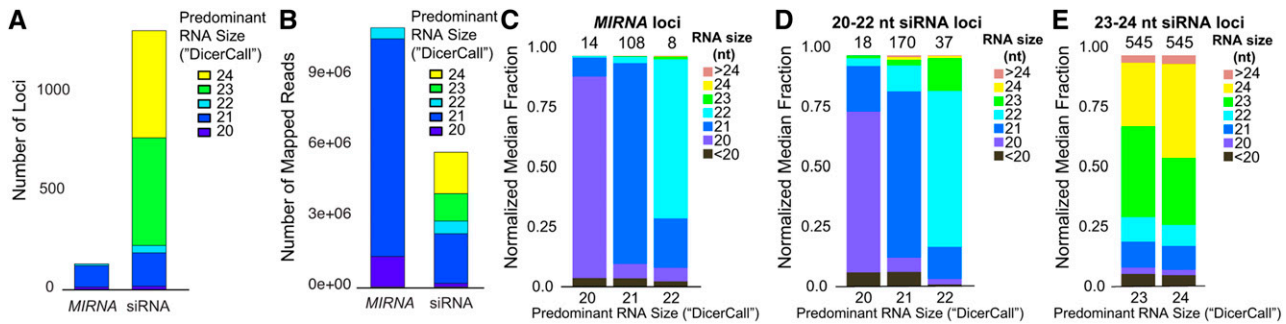 A
Number of Loci
1000
500
0
MIRNA
siRNA
Predominant
RNA Size
("DicerCall")
24
23
22
21
20
B
Number of Mapped Reads
9e+06
6e+06
3e+06
0e+00
MIRNA
siRNA
Predominant
RNA Size
("DicerCall")
24
23
22
21
20
C
MIRNA loci
Normalized Median Fraction
1.00
0.75
0.50
0.25
0.00
14 108 8
20 21 22
Predominant RNA Size ("DicerCall")
RNA size
(nt)
>24
24
23
22
21
20
<20
D
20-22 nt siRNA loci
Normalized Median Fraction
1.00
0.75
0.50
0.25
0.00
18 170 37
20 21 22
Predominant RNA Size ("DicerCall")
RNA size
(nt)
>24
24
23
22
21
20
<20
E
23-24 nt siRNA loci
Normalized Median Fraction
1.00
0.75
0.50
0.25
0.00
545 545
23 24
Predominant RNA Size ("DicerCall")
RNA size
(nt)
>24
24
23
22
21
20
<20